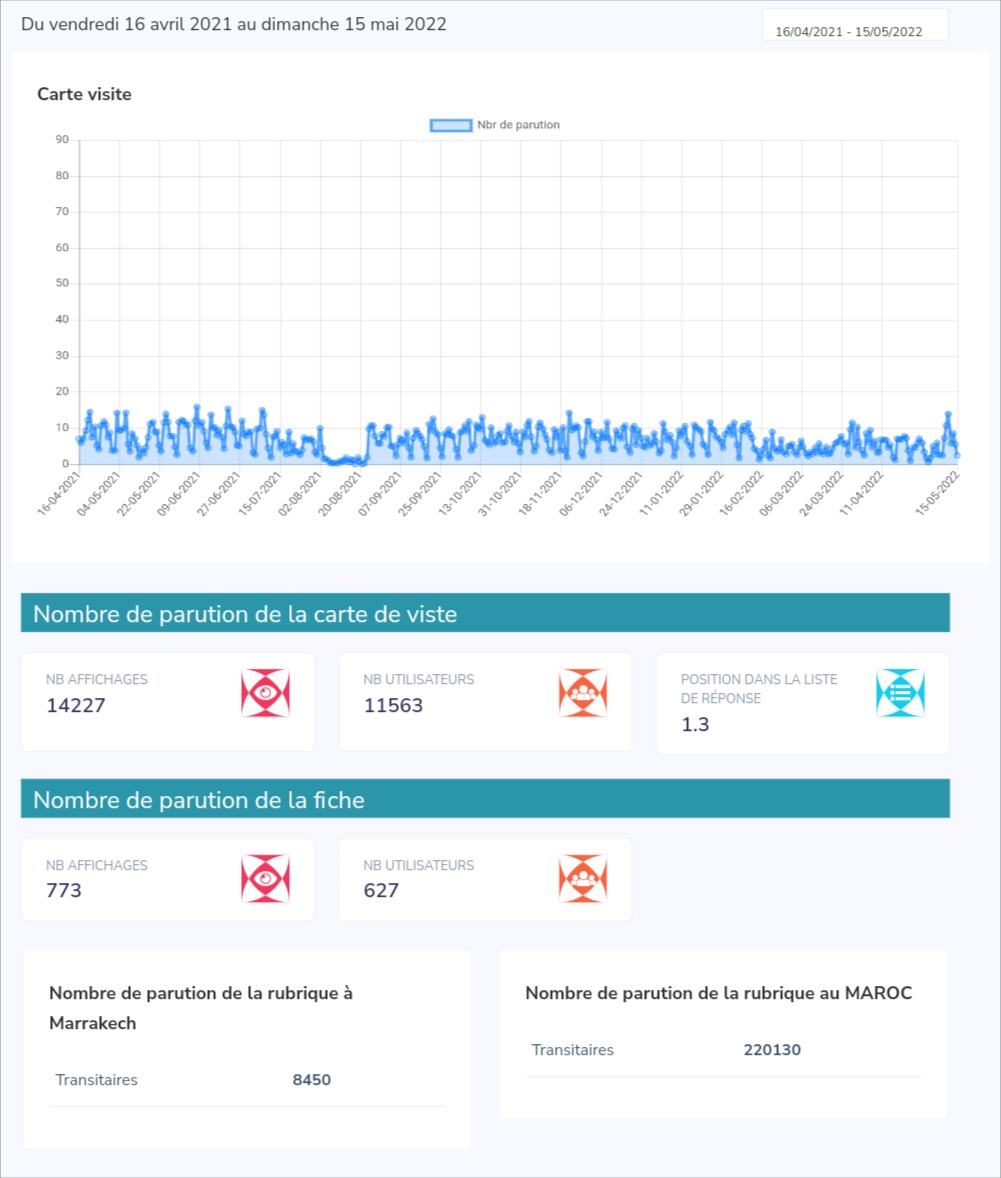 Du vendredi 16 avril 2021 au dimanche 15 mai 2022
16/04/2021 - 15/05/2022
Carte visite
Nbr de parution
90
80
70
60
50
40
30
20
10
0
16-04-2021
04-05-2021
22-05-2021
09-06-2021
27-06-2021
15-07-2021
02-08-2021
20-08-2021
07-09-2021
25-09-2021
13-10-2021
31-10-2021
18-11-2021
06-12-2021
24-12-2021
11-01-2022
29-01-2022
16-02-2022
06-03-2022
24-03-2022
11-04-2022
15-05-2022
Nombre de parution de la carte de viste
NB AFFICHAGES
14227
NB UTILISATEURS
11563
POSITION DANS LA LISTE
DE RÉPONSE
1.3
Nombre de parution de la fiche
NB AFFICHAGES
773
NB UTILISATEURS
627
Nombre de parution de la rubrique à
Marrakech
Transitaires 8450
Nombre de parution de la rubrique au MAROC
Transitaires 220130